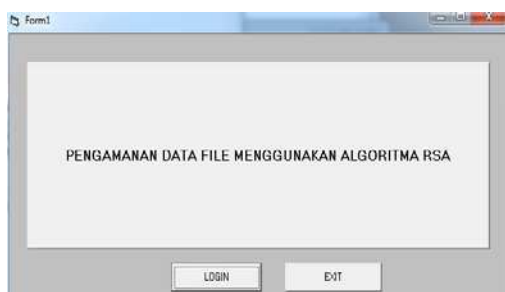 Form1
PENGAMANAN DATA FILE MENGGUNAKAN ALGORITMA RSA
LOGIN
EXIT